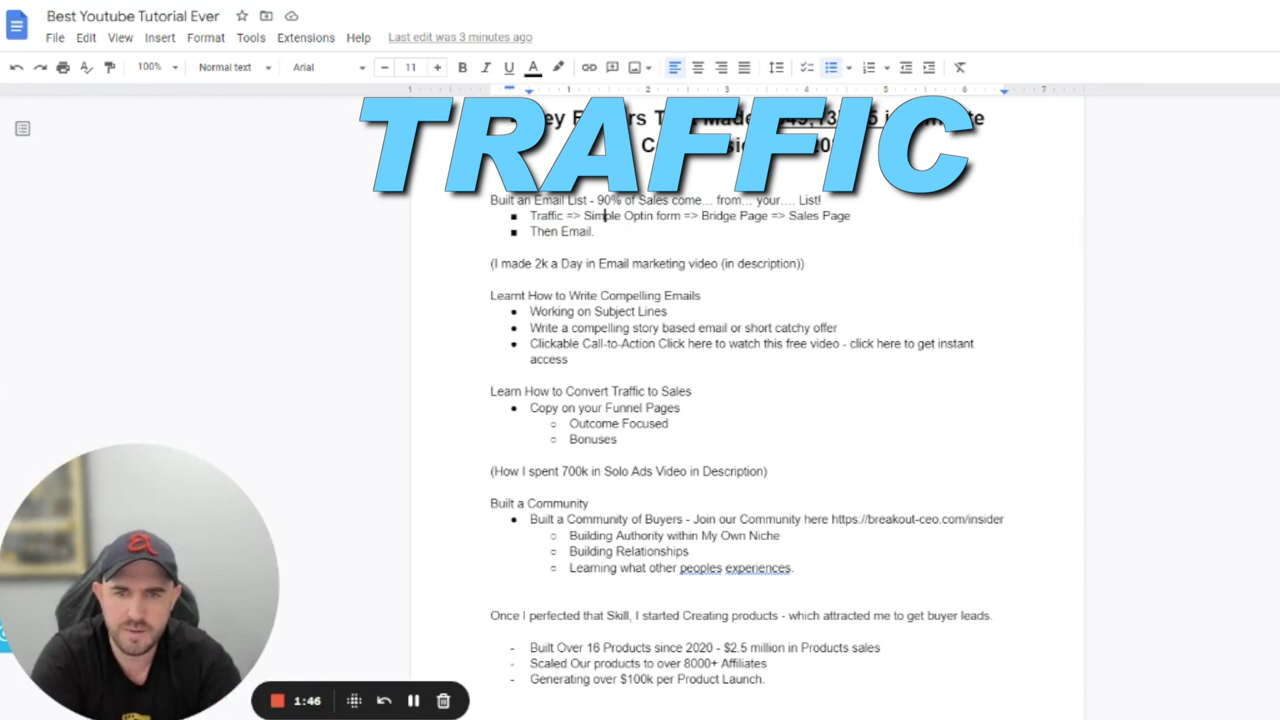 Best Youtube Tutorial Ever
File Edit View Insert Format Tools Extensions Help Last edit was 3 minutes ago
100% Normal text Arial 11
1 1 2 3 4 5 6 7
TRAFFIC
Built an Email List - 90% of Sales come... from... your.... List!
Traffic => Simple Optin form => Bridge Page => Sales Page
Then Email.
(I made 2k a Day in Email marketing video (in description))
Learnt How to Write Compelling Emails
Working on Subject Lines
Write a compelling story based email or short catchy offer
Clickable Call-to-Action Click here to watch this free video - click here to get instant
access
Learn How to Convert Traffic to Sales
Copy on your Funnel Pages
Outcome Focused
Bonuses
(How I spent 700k in Solo Ads Video in Description)
Built a Community
Built a Community of Buyers - Join our Community here https://breakout-ceo.com/insider
Building Authority within My Own Niche
Building Relationships
Learning what other peoples experiences.
Once I perfected that Skill, I started Creating products - which attracted me to get buyer leads.
- Built Over 16 Products since 2020 - $2.5 million in Products sales
- Scaled Our products to over 8000+ Affiliates
- Generating over $100k per Product Launch.
1:46